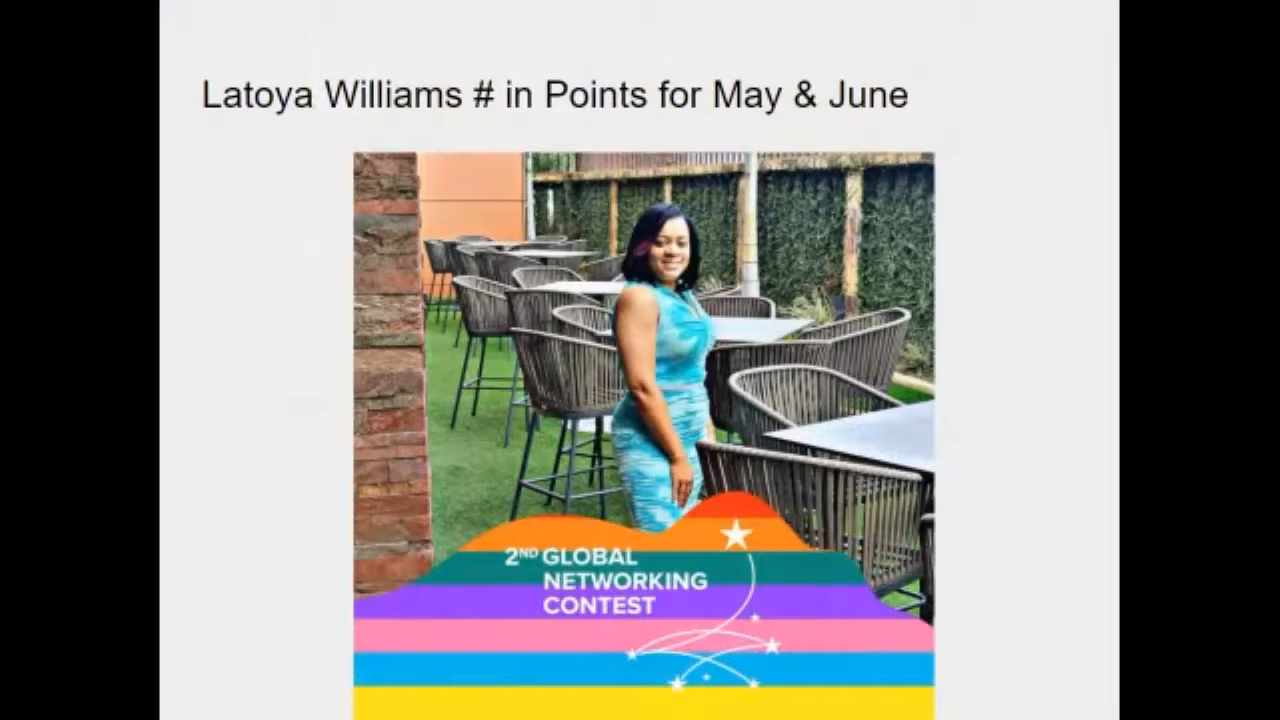 Latoya Williams # in Points for May & June
2ND GLOBAL
NETWORKING
CONTEST